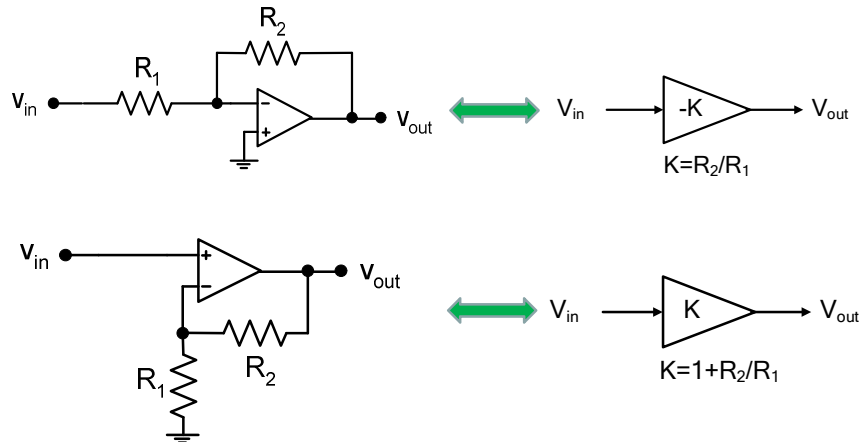 R2
R1
vin
-
+
vout
Vin
-K
Vout
K=R2/R1
vin
+
-
vout
R2
R1
Vin
K
Vout
K=1+R2/R1